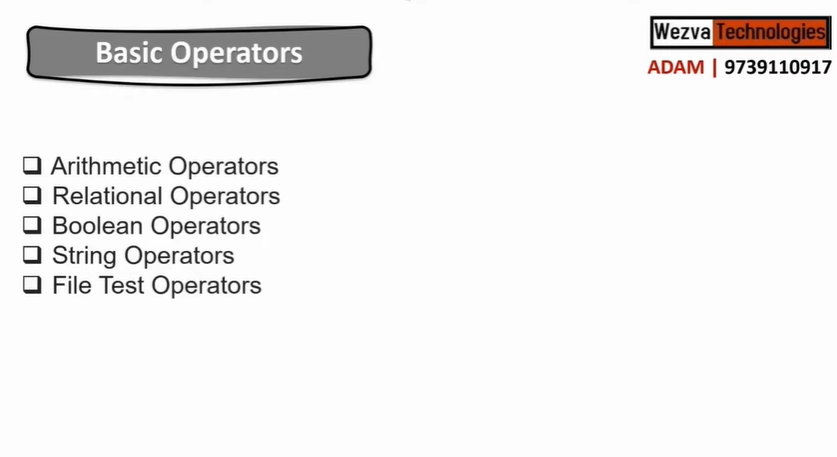 Basic Operators
Wezva Technologies
ADAM | 9739110917
Arithmetic Operators
Relational Operators
Boolean Operators
String Operators
File Test Operators